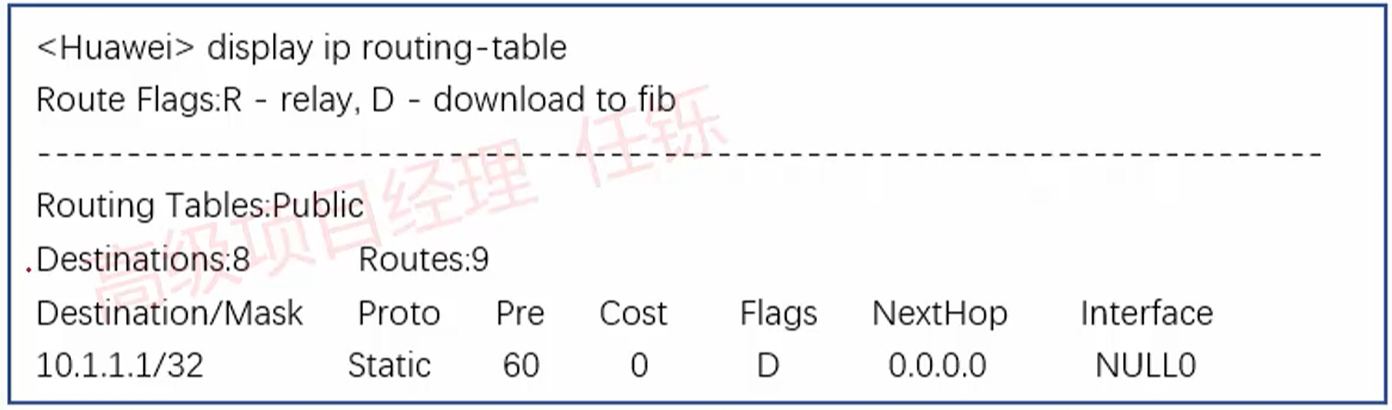 <Huawei> display ip routing-table
Route Flags:R - relay, D - download to fib
--------------------------------------------------------------------------------
Routing Tables:Public
Destinations:8 Routes:9
Destination/Mask Proto Pre Cost Flags NextHop Interface
10.1.1.1/32 Static 60 0 D 0.0.0.0 NULL0
高级项目经理 任铄